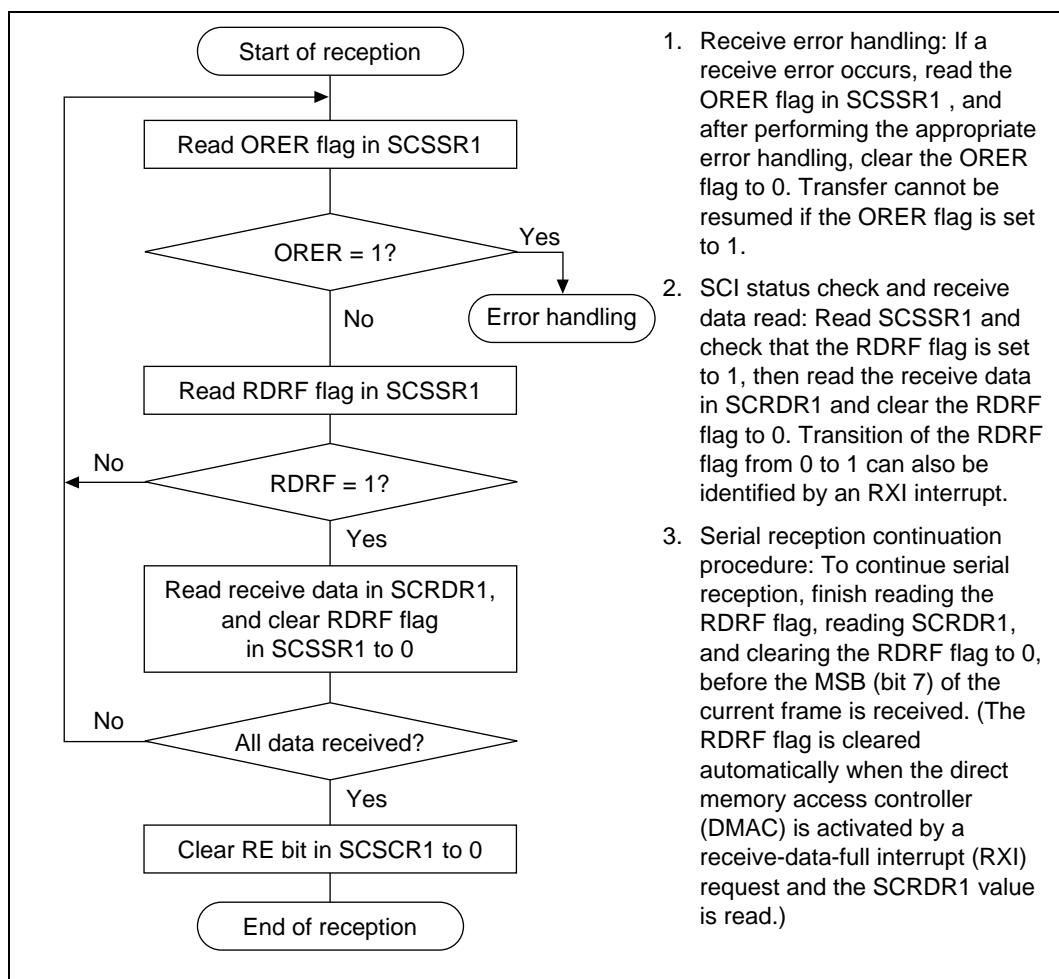 Start of reception
Read ORER flag in SCSSR1
ORER = 1?
Yes
Error handling
No
Read RDRF flag in SCSSR1
No
RDRF = 1?
Yes
Read receive data in SCRDR1,
and clear RDRF flag
in SCSSR1 to 0
No
All data received?
Yes
Clear RE bit in SCSCR1 to 0
End of reception
1. Receive error handling: If a
receive error occurs, read the
ORER flag in SCSSR1 , and
after performing the appropriate
error handling, clear the ORER
flag to 0. Transfer cannot be
resumed if the ORER flag is set
to 1.
2. SCI status check and receive
data read: Read SCSSR1 and
check that the RDRF flag is set
to 1, then read the receive data
in SCRDR1 and clear the RDRF
flag to 0. Transition of the RDRF
flag from 0 to 1 can also be
identified by an RXI interrupt.
3. Serial reception continuation
procedure: To continue serial
reception, finish reading the
RDRF flag, reading SCRDR1,
and clearing the RDRF flag to 0,
before the MSB (bit 7) of the
current frame is received. (The
RDRF flag is cleared
automatically when the direct
memory access controller
(DMAC) is activated by a
receive-data-full interrupt (RXI)
request and the SCRDR1 value
is read.)